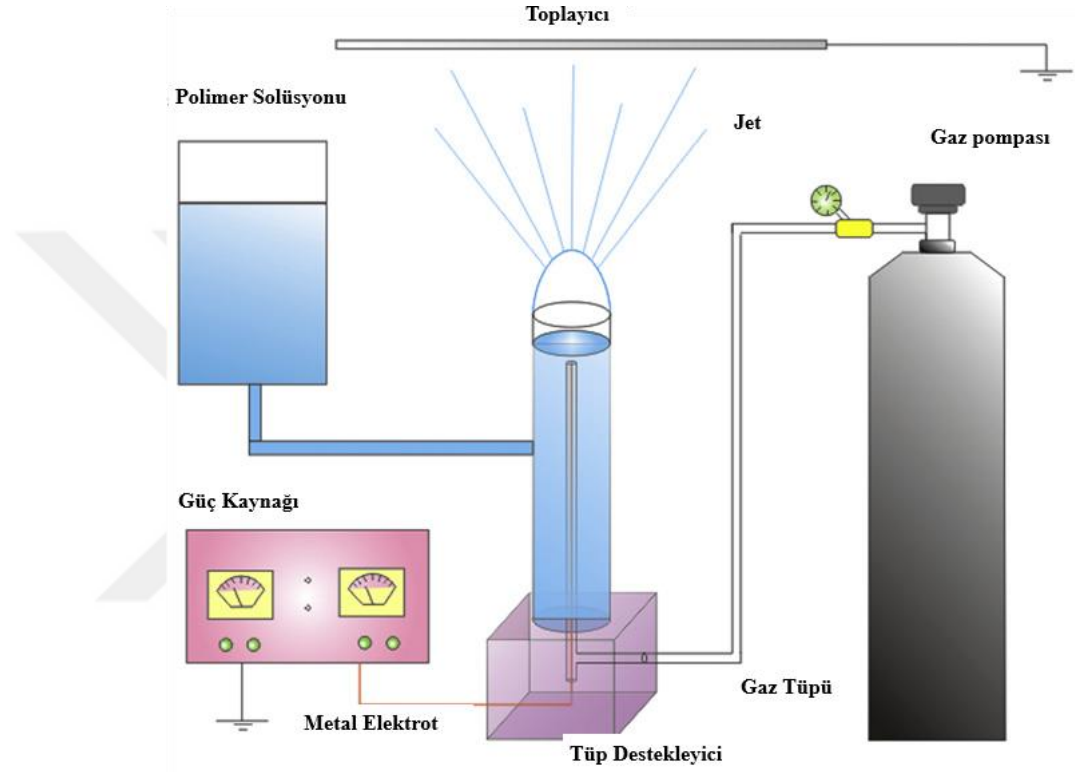 Toplayıcı
Polimer Solüsyonu
Jet
Gaz pompası
Güç Kaynağı
Gaz Tüpü
Metal Elektrot
Tüp Destekleyici